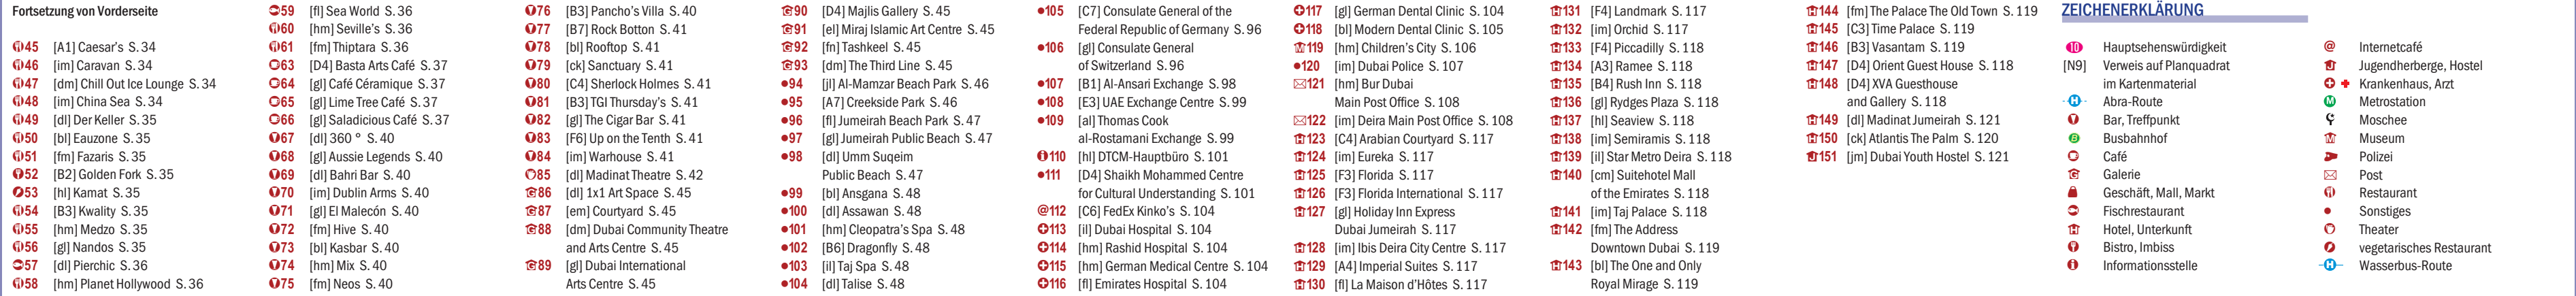 Fortsetzung von Vorderseite
45 [A1] Caesar's S. 34
46 [im] Caravan S. 34
47 [dm] Chill Out Ice Lounge S. 34
48 [im] China Sea S. 34
49 [dl] Der Keller S. 35
50 [bl] Eauzone S. 35
51 [fm] Fazaris S. 35
52 [B2] Golden Fork S. 35
53 [hl] Kamat S. 35
54 [B3] Kwality S. 35
55 [hm] Medzo S. 35
56 [gl] Nandos S. 35
57 [dl] Pierchic S. 36
58 [hm] Planet Hollywood S. 36
59 [fl] Sea World S. 36
60 [hm] Seville's S. 36
61 [fm] Thiptara S. 36
63 [D4] Basta Arts Café S. 37
64 [gl] Café Céramique S. 37
65 [gl] Lime Tree Café S. 37
66 [gl] Saladicious Café S. 37
67 [dl] 360 ° S. 40
68 [gl] Aussie Legends S. 40
69 [dl] Bahri Bar S. 40
70 [im] Dublin Arms S. 40
71 [gl] El Malecón S. 40
72 [fm] Hive S. 40
73 [bl] Kasbar S. 40
74 [hm] Mix S. 40
75 [fm] Neos S. 40
76 [B3] Pancho's Villa S. 40
77 [B7] Rock Botton S. 41
78 [bl] Rooftop S. 41
79 [ck] Sanctuary S. 41
80 [C4] Sherlock Holmes S. 41
81 [B3] TGI Thursday's S. 41
82 [gl] The Cigar Bar S. 41
83 [F6] Up on the Tenth S. 41
84 [im] Warhouse S. 41
85 [dl] Madinat Theatre S. 42
86 [dl] 1x1 Art Space S. 45
87 [em] Courtyard S. 45
88 [dm] Dubai Community Theatre
and Arts Centre S. 45
89 [gl] Dubai International
Arts Centre S. 45
90 [D4] Majlis Gallery S. 45
91 [el] Miraj Islamic Art Centre S. 45
92 [fn] Tashkeel S. 45
93 [dm] The Third Line S. 45
94 [jl] Al-Mamzar Beach Park S. 46
95 [A7] Creekside Park S. 46
96 [fl] Jumeirah Beach Park S. 47
97 [gl] Jumeirah Public Beach S. 47
98 [dl] Umm Suqeim
Public Beach S. 47
99 [bl] Ansgana S. 48
100 [dl] Assawan S. 48
101 [hm] Cleopatra's Spa S. 48
102 [B6] Dragonfly S. 48
103 [il] Taj Spa S. 48
104 [dl] Talise S. 48
105 [C7] Consulate General of the
Federal Republic of Germany S. 96
106 [gl] Consulate General
of Switzerland S. 96
107 [B1] Al-Ansari Exchange S. 98
108 [E3] UAE Exchange Centre S. 99
109 [al] Thomas Cook
al-Rostamani Exchange S. 99
110 [hl] DTCM-Hauptbüro S. 101
111 [D4] Shaikh Mohammed Centre
for Cultural Understanding S. 101
@112 [C6] FedEx Kinko's S. 104
113 [il] Dubai Hospital S. 104
114 [hm] Rashid Hospital S. 104
115 [hm] German Medical Centre S. 104
116 [fl] Emirates Hospital S. 104
117 [gl] German Dental Clinic S. 104
118 [bl] Modern Dental Clinic S. 105
119 [hm] Children's City S. 106
120 [im] Dubai Police S. 107
121 [hm] Bur Dubai
Main Post Office S. 108
122 [im] Deira Main Post Office S. 108
123 [C4] Arabian Courtyard S. 117
124 [im] Eureka S. 117
125 [F3] Florida S. 117
126 [F3] Florida International S. 117
127 [gl] Holiday Inn Express
Dubai Jumeirah S. 117
128 [im] Ibis Deira City Centre S. 117
129 [A4] Imperial Suites S. 117
130 [fl] La Maison d'Hôtes S. 117
131 [F4] Landmark S. 117
132 [im] Orchid S. 117
133 [F4] Piccadilly S. 118
134 [A3] Ramee S. 118
135 [B4] Rush Inn S. 118
136 [gl] Rydges Plaza S. 118
137 [hl] Seaview S. 118
138 [im] Semiramis S. 118
139 [il] Star Metro Deira S. 118
140 [cm] Suitehotel Mall
of the Emirates S. 118
141 [im] Taj Palace S. 118
142 [fm] The Address
Downtown Dubai S. 119
143 [bl] The One and Only
Royal Mirage S. 119
144 [fm] The Palace The Old Town S. 119
145 [C3] Time Palace S. 119
146 [B3] Vasantam S. 119
147 [D4] Orient Guest House S. 118
148 [D4] XVA Guesthouse
and Gallery S. 118
149 [dl] Madinat Jumeirah S. 121
150 [ck] Atlantis The Palm S. 120
151 [jm] Dubai Youth Hostel S. 121
ZEICHENERKLÄRUNG
10 Hauptsehenswürdigkeit
[N9] Verweis auf Planquadrat
im Kartenmaterial
H Abra-Route
Bar, Treffpunkt
B Busbahnhof
Café
Galerie
Geschäft, Mall, Markt
Fischrestaurant
Hotel, Unterkunft
Bistro, Imbiss
Informationsstelle
@ Internetcafé
Jugendherberge, Hostel
Krankenhaus, Arzt
M Metrostation
Moschee
Museum
Polizei
Post
Restaurant
Sonstiges
Theater
vegetarisches Restaurant
H Wasserbus-Route